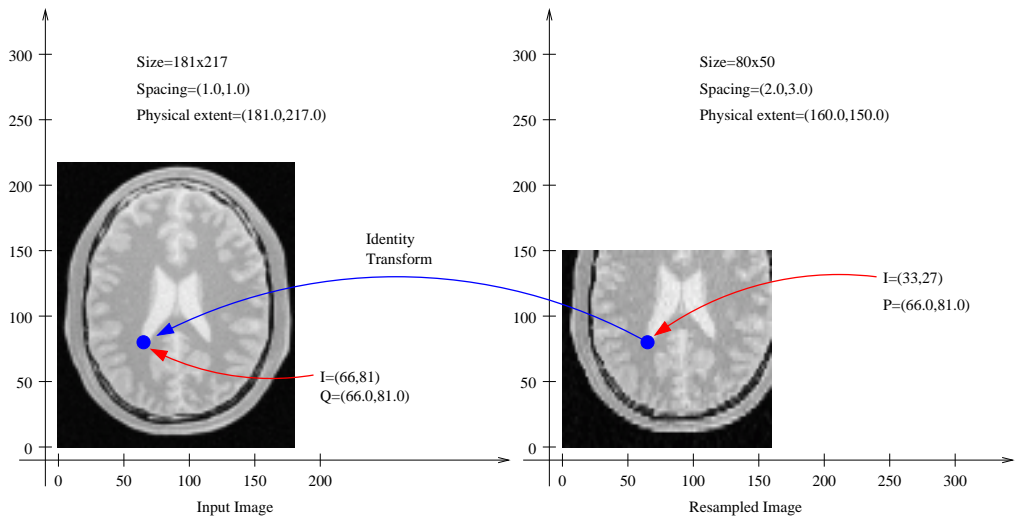 Size=181x217
Spacing=(1.0,1.0)
Physical extent=(181.0,217.0)
300
250
200
150
100
50
0
0
50
100
150
200
Input Image
I=(66,81)
Q=(66.0,81.0)
Identity
Transform
Size=80x50
Spacing=(2.0,3.0)
Physical extent=(160.0,150.0)
300
250
200
150
100
50
0
0
50
100
150
200
250
300
Resampled Image
I=(33,27)
P=(66.0,81.0)